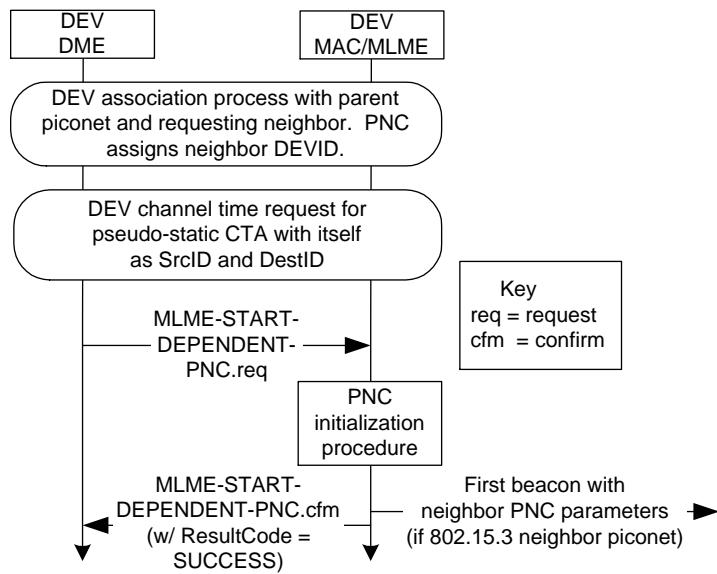 DEV
DME
DEV
MAC/MLME
DEV association process with parent
piconet and requesting neighbor.  PNC
assigns neighbor DEVID.
DEV channel time request for
pseudo-static CTA with itself
as SrcID and DestID
Key
req = request
cfm  = confirm
MLME-START-
DEPENDENT-
PNC.req
PNC
initialization
procedure
MLME-START-
DEPENDENT-PNC.cfm
(w/ ResultCode =
SUCCESS)
First beacon with
neighbor PNC parameters
(if 802.15.3 neighbor piconet)